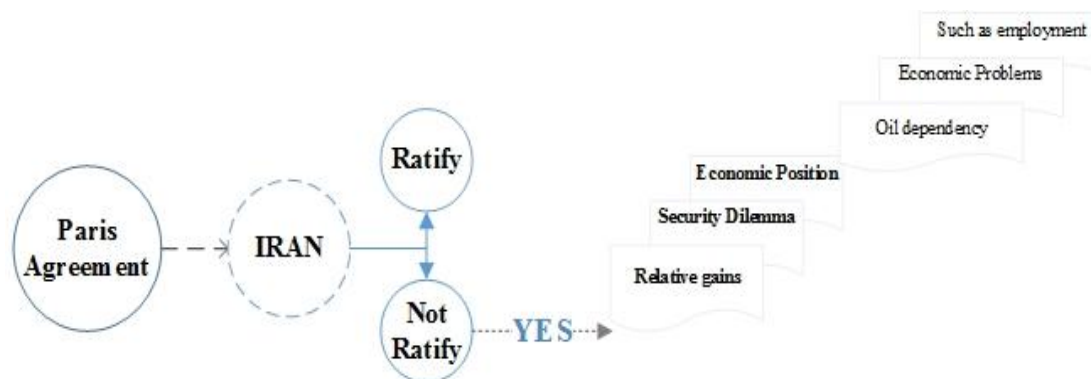 Such as employment
Economic Problems
Oil dependency
Ratify
Economic Position
Security Dilemma
Paris
Agreement
IRAN
Relative gains
Not
Ratify
YES